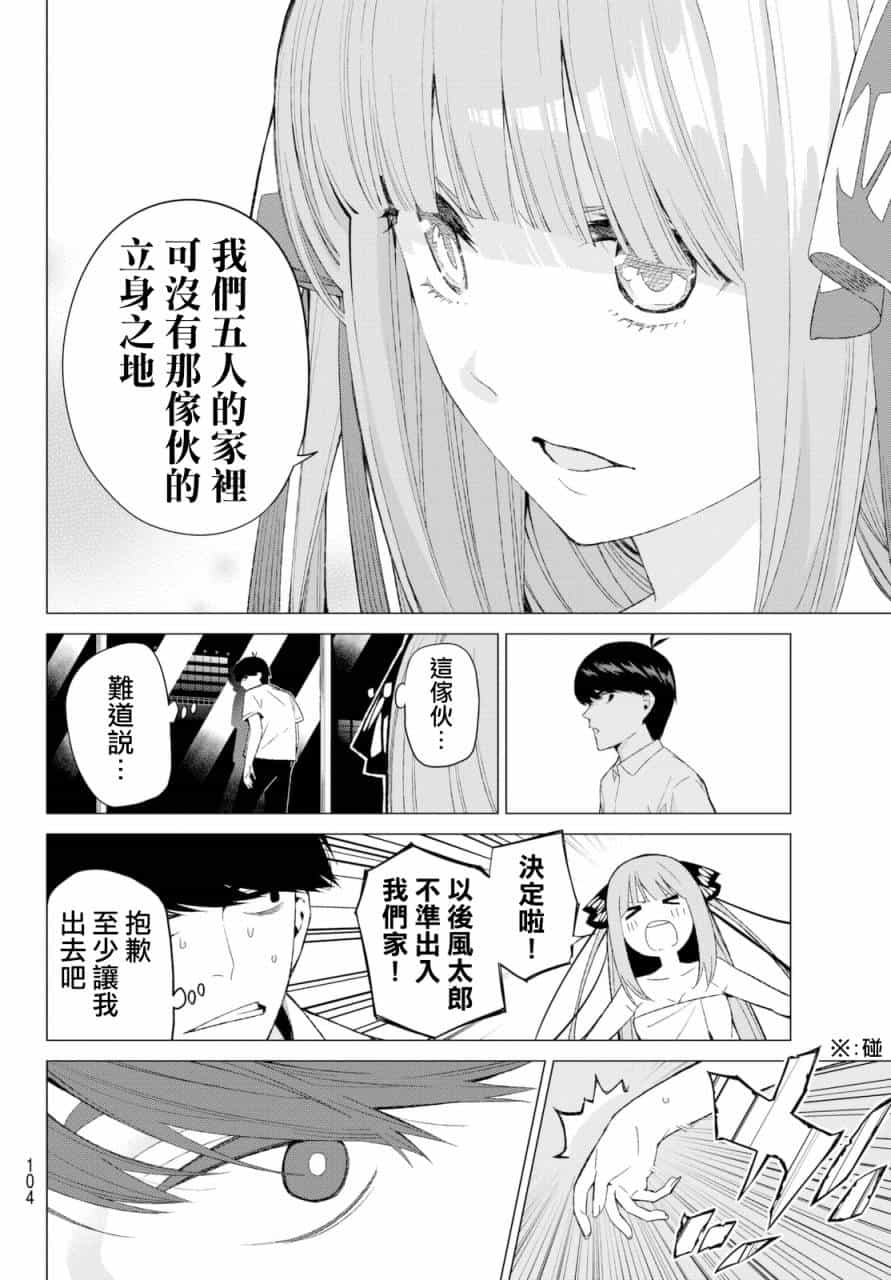 我們五人的家裡
可沒有那傢伙的
立身之地
這傢伙…
難道説…
決定啦！
以後風太郎
不準出入
我們家！
抱歉
至少讓我
出去吧
※:碰
104